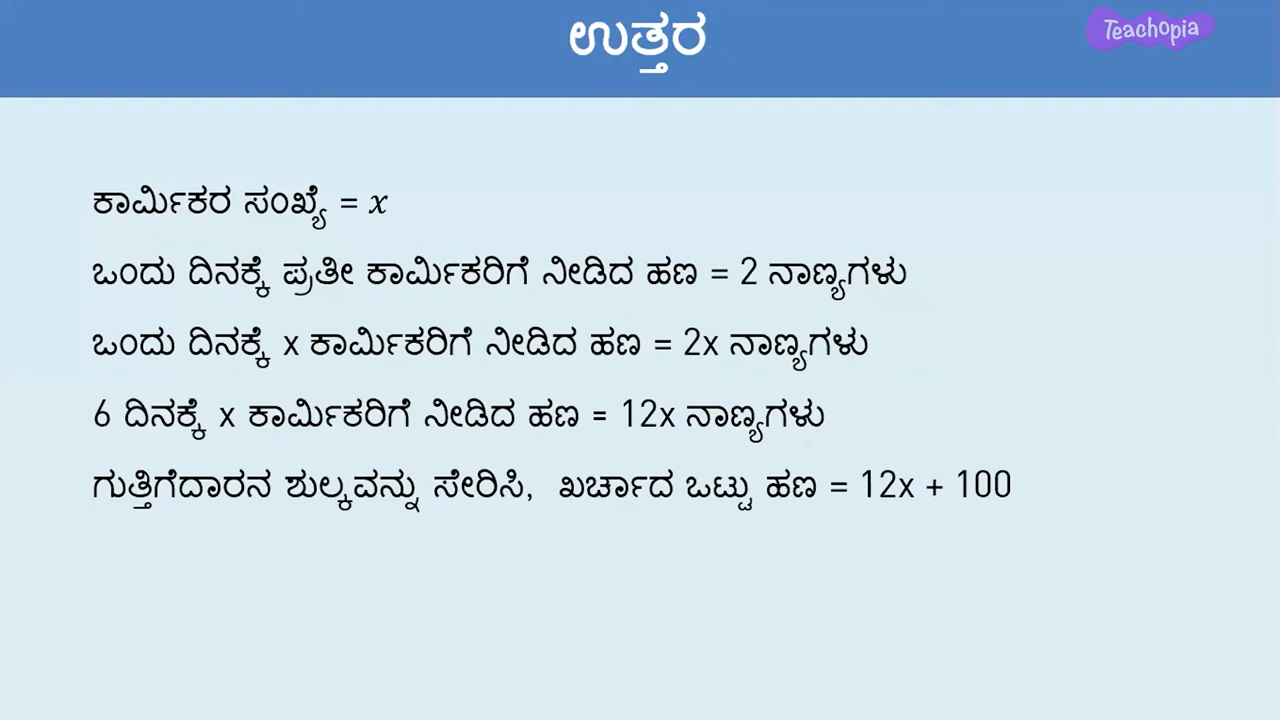 ಉತ್ತರ
Teachopia
ಕಾರ್ಮಿಕರ ಸಂಖ್ಯೆ = x
ಒಂದು ದಿನಕ್ಕೆ ಪ್ರತೀ ಕಾರ್ಮಿಕರಿಗೆ ನೀಡಿದ ಹಣ = 2 ನಾಣ್ಯಗಳು
ಒಂದು ದಿನಕ್ಕೆ x ಕಾರ್ಮಿಕರಿಗೆ ನೀಡಿದ ಹಣ = 2x ನಾಣ್ಯಗಳು
6 ದಿನಕ್ಕೆ x ಕಾರ್ಮಿಕರಿಗೆ ನೀಡಿದ ಹಣ = 12x ನಾಣ್ಯಗಳು
ಗುತ್ತಿಗೆದಾರನ ಶುಲ್ಕವನ್ನು ಸೇರಿಸಿ, ಖರ್ಚಾದ ಒಟ್ಟು ಹಣ = 12x + 100